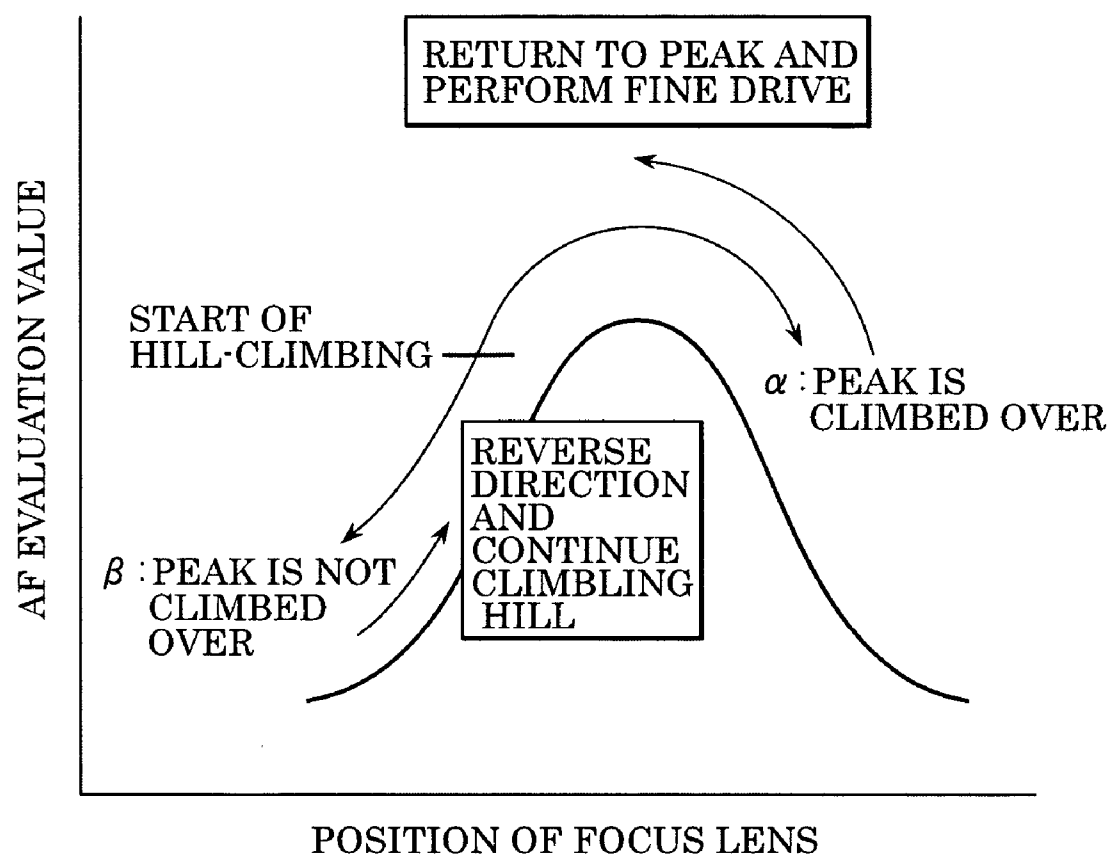 RETURN TO PEAK AND
PERFORM FINE DRIVE
AF EVALUATION VALUE
START OF
HILL-CLIMBING
α : PEAK IS
CLIMBED OVER
REVERSE
DIRECTION
AND
CONTINUE
CLIMBLING
HILL
β : PEAK IS NOT
CLIMBED
OVER
POSITION OF FOCUS LENS